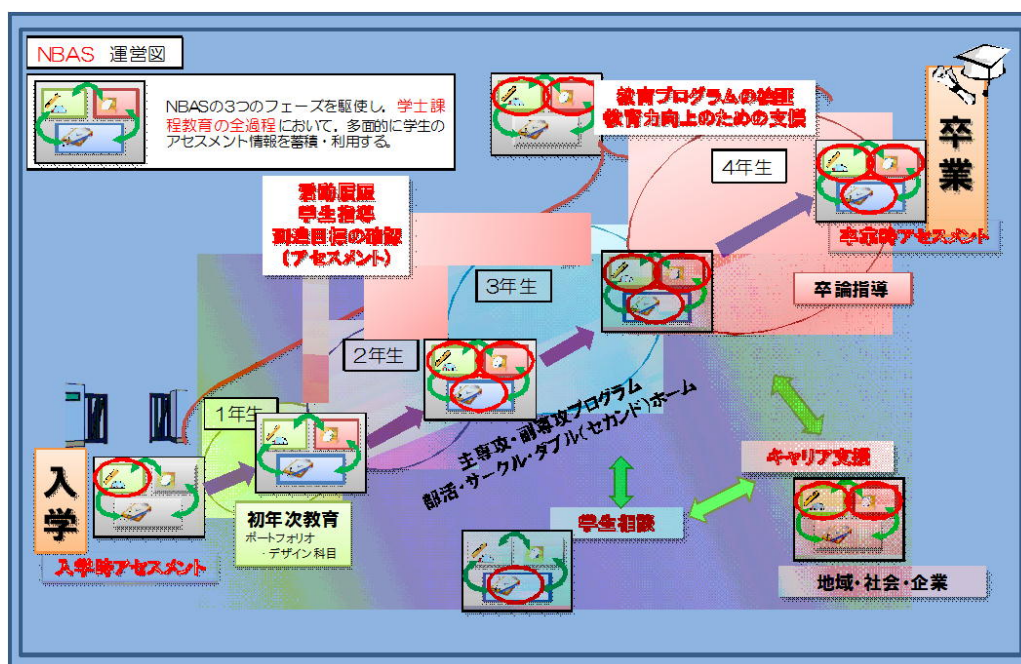 NBAS 運営図
NBASの3つのフェーズを駆使し，学士課
程教育の全過程において，多面的に学生の
アセスメント情報を蓄積・利用する。
教育プログラムの検証
教育力向上のための支援
卒業
4年生
卒業時アセスメント
学生指導
到達目標の確認
(アセスメント)
3年生
卒論指導
2年生
1年生
主専攻・副専攻プログラム
部活・サークル・ダブル(セカンド)ホーム
キャリア支援
入学
初年次教育
ポートフォリオ
・デザイン科目
学生相談
入学時アセスメント
地域・社会・企業